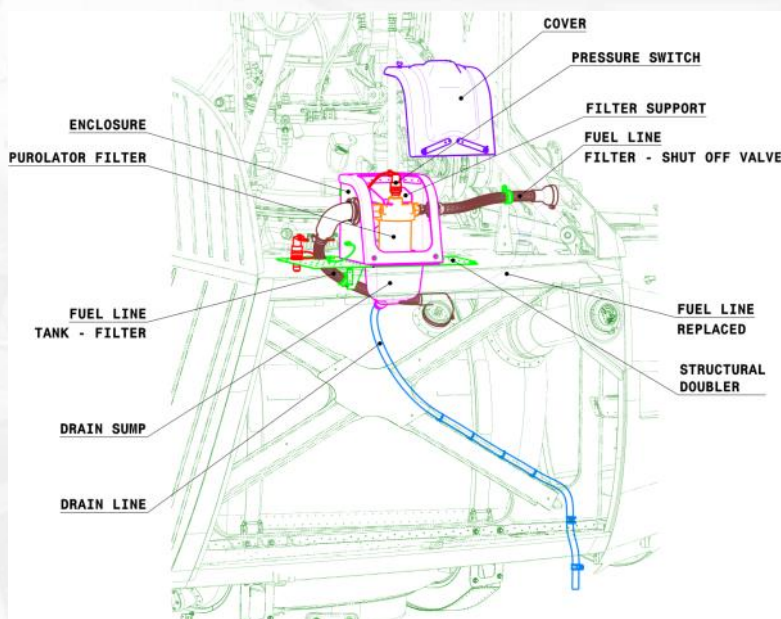 COVER
PRESSURE SWITCH
FILTER SUPPORT
FUEL LINE
FILTER - SHUT OFF VALVE
ENCLOSURE
PUROLATOR FILTER
FUEL LINE
TANK - FILTER
FUEL LINE
REPLACED
STRUCTURAL
DOUBLER
DRAIN SUMP
DRAIN LINE